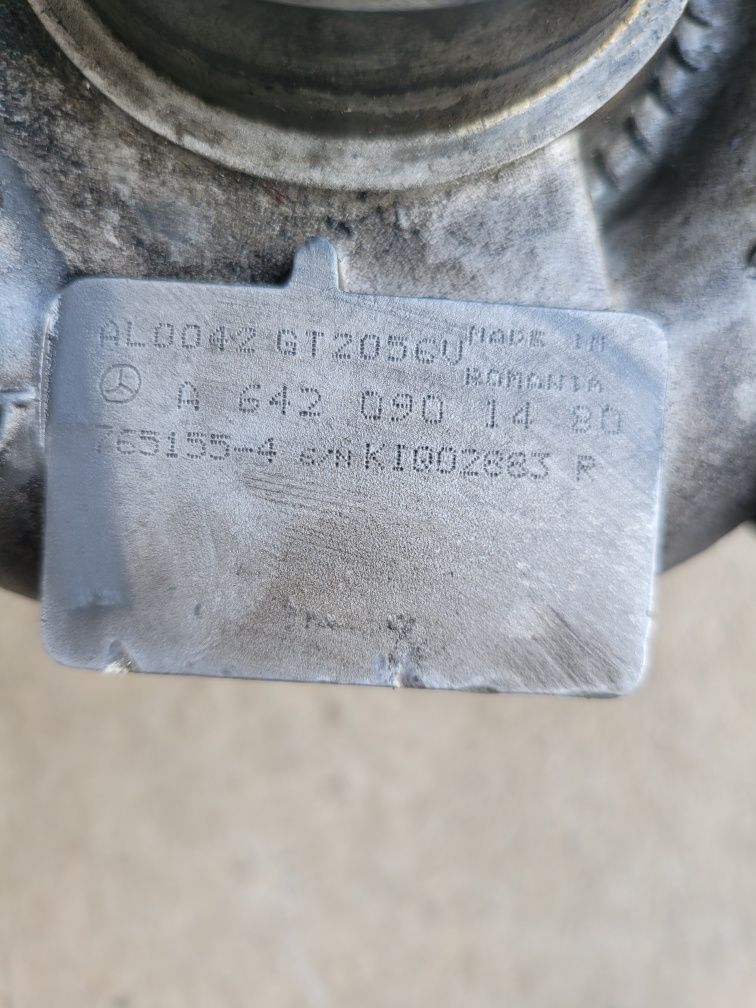 AL0042 GT2056V MADE IN
ROMANIA
A 642 090 14 80
765155-4 S/N KI002883 R